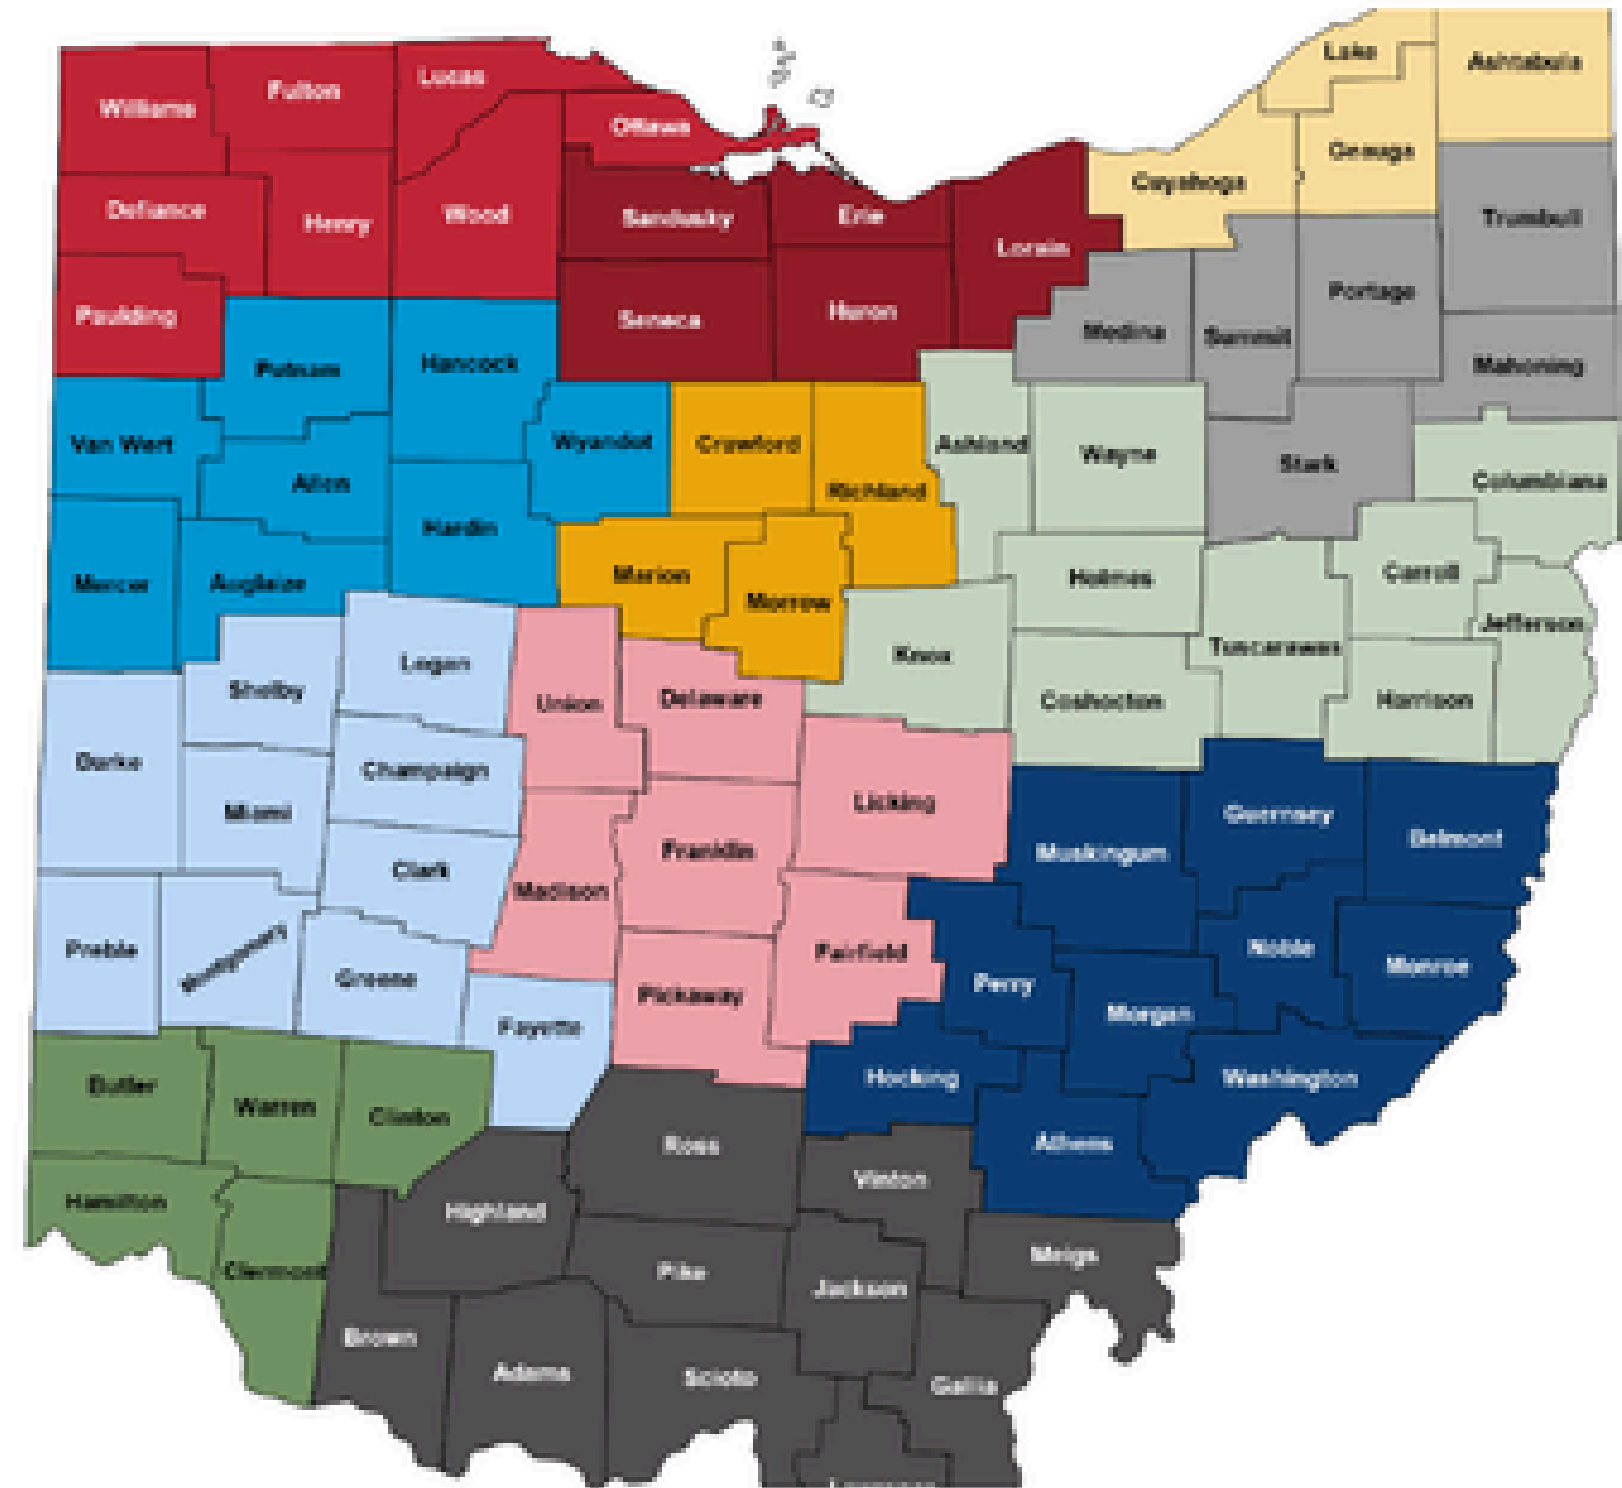 Lake
Ashtabula
Williams
Fulton
Lucas
Ottawa
Geauga
Cuyahoga
Defiance
Henry
Wood
Sandusky
Erie
Lorain
Trumbull
Paulding
Seneca
Huron
Medina
Summit
Portage
Mahoning
Putnam
Hancock
Van Wert
Allen
Wyandot
Crawford
Richland
Ashland
Wayne
Stark
Columbiana
Mercer
Auglaize
Hardin
Marion
Morrow
Holmes
Carroll
Jefferson
Knox
Tuscarawas
Coshocton
Harrison
Shelby
Logan
Union
Delaware
Darke
Champaign
Miami
Licking
Guernsey
Belmont
Clark
Franklin
Muskingum
Madison
Preble
Montgomery
Greene
Fairfield
Pickaway
Perry
Noble
Monroe
Morgan
Fayette
Hocking
Washington
Butler
Warren
Clinton
Ross
Athens
Vinton
Hamilton
Highland
Meigs
Clermont
Pike
Jackson
Brown
Adams
Scioto
Gallia